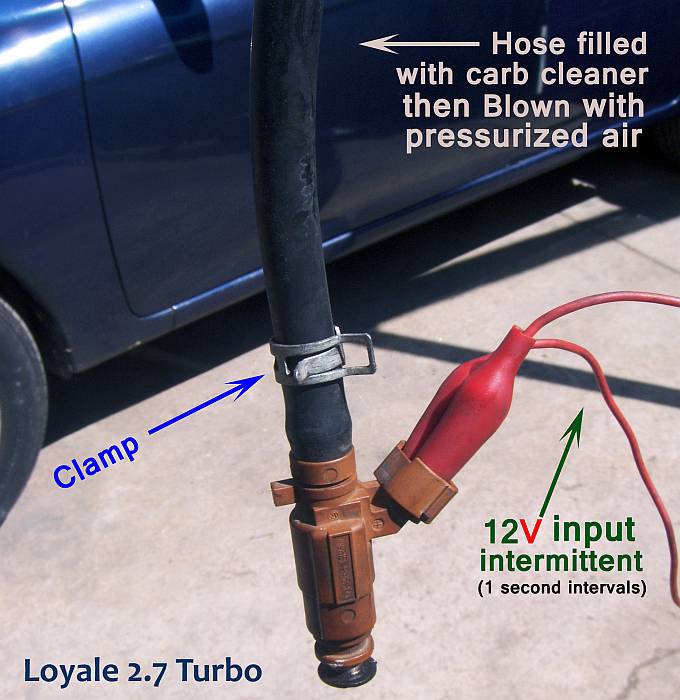 Hose filled
with carb cleaner
then Blown with
pressurized air
Clamp
12V input
intermittent
(1 second intervals)
Loyale 2.7 Turbo